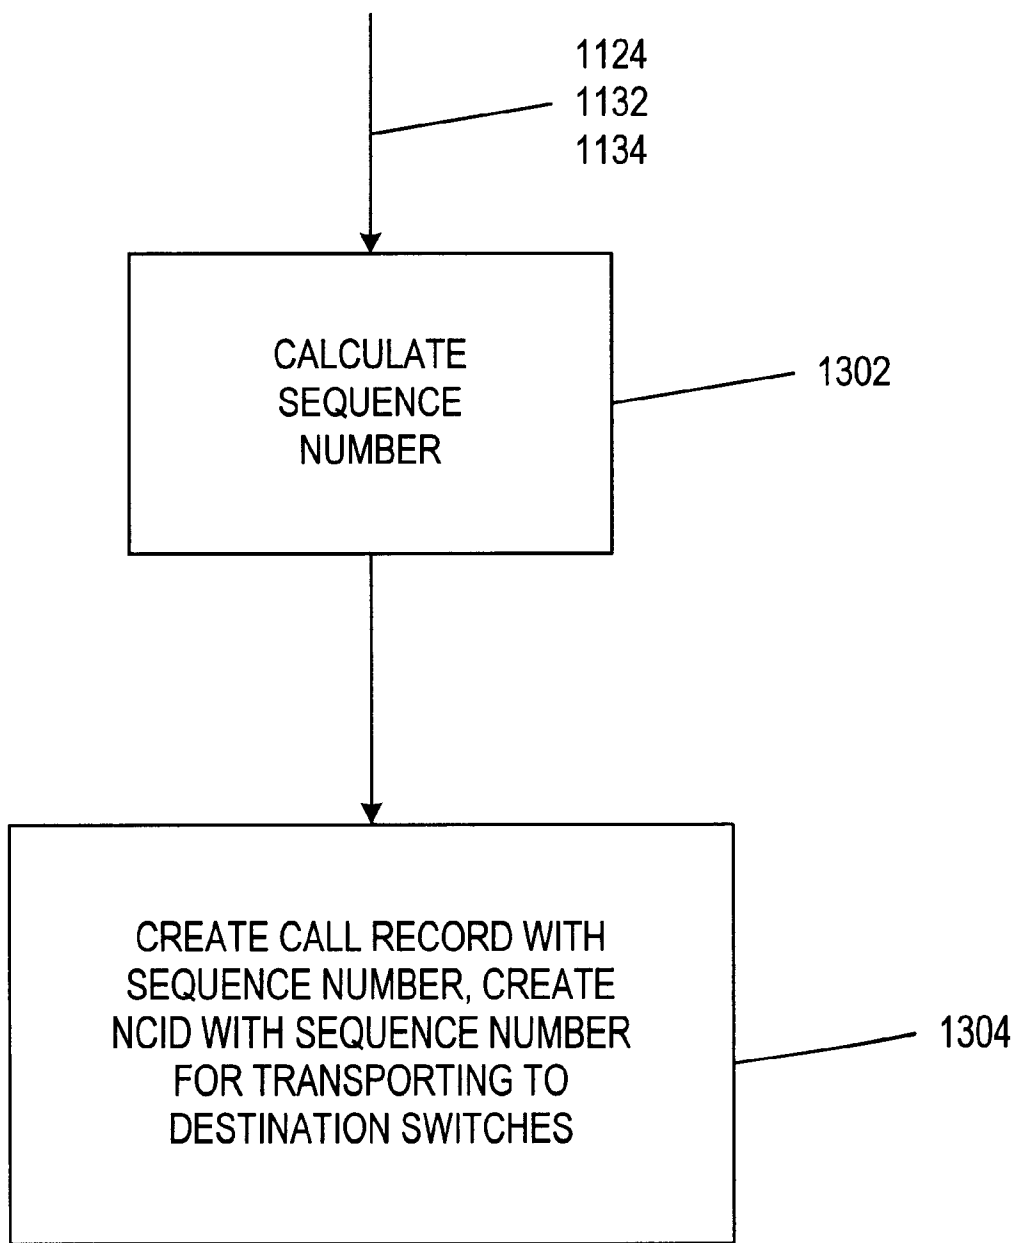 1124
1132
1134
CALCULATE
SEQUENCE
NUMBER
1302
CREATE CALL RECORD WITH
SEQUENCE NUMBER, CREATE
NCID WITH SEQUENCE NUMBER
FOR TRANSPORTING TO
DESTINATION SWITCHES
1304